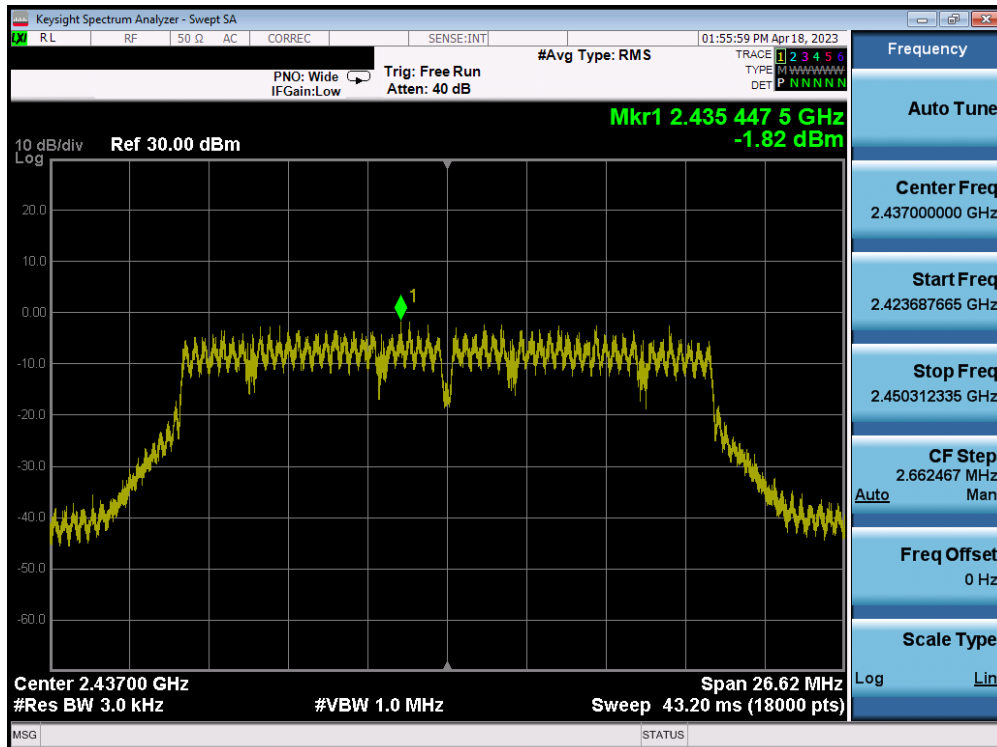 Keysight Spectrum Analyzer - Swept SA
LXI RL RF 50 Ω AC CORREC SENSE:INT 01:55:59 PM Apr 18, 2023
#Avg Type: RMS
TRACE 1 2 3 4 5 6
PNO: Wide Trig: Free Run
TYPE M W W W W W
IFGain:Low Atten: 40 dB
DET P N N N N N
Mkr1 2.435 447 5 GHz
-1.82 dBm
10 dB/div Ref 30.00 dBm
Log
20.0
10.0
0.00
-10.0
-20.0
-30.0
-40.0
-50.0
-60.0
1
Center 2.43700 GHz Span 26.62 MHz
#Res BW 3.0 kHz #VBW 1.0 MHz Sweep 43.20 ms (18000 pts)
MSG STATUS
Frequency
Auto Tune
Center Freq
2.437000000 GHz
Start Freq
2.423687665 GHz
Stop Freq
2.450312335 GHz
CF Step
2.662467 MHz
Auto Man
Freq Offset
0 Hz
Scale Type
Log Lin